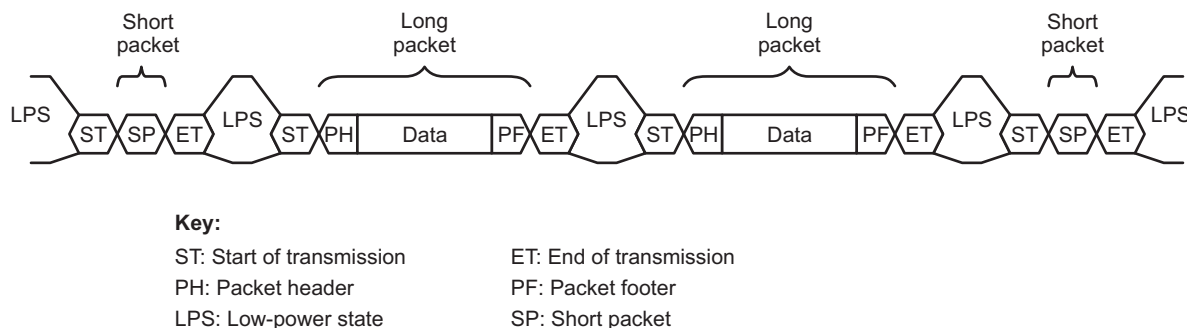 Short Long Long Short
packet packet packet packet
LPS ST SP ET LPS ST PH Data PF ET LPS ST PH Data PF ET LPS ST SP ET LPS
Key:
ST: Start of transmission ET: End of transmission
PH: Packet header PF: Packet footer
LPS: Low-power state SP: Short packet